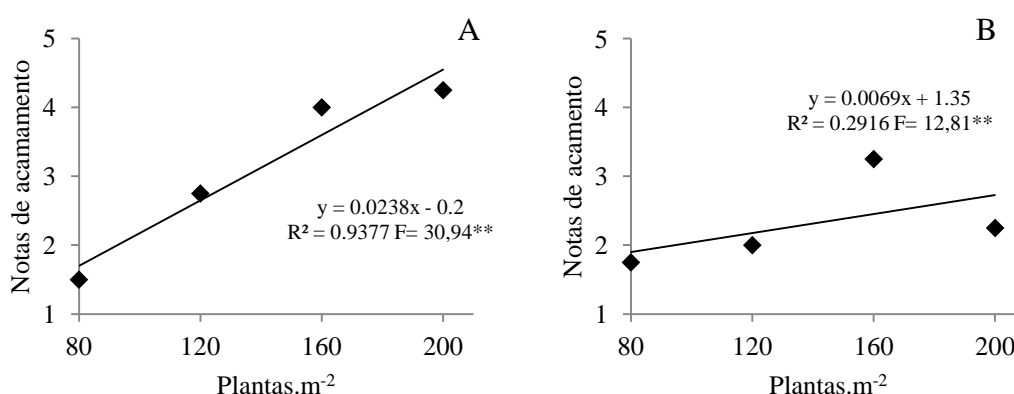 A
Notas de acamamento
5
4
3
2
1
y = 0.0238x - 0.2
R² = 0.9377 F= 30,94**
80 120 160 200
Plantas.m⁻²
B
Notas de acamento
5
4
3
2
1
y = 0.0069x + 1.35
R² = 0.2916 F= 12,81**
80 120 160 200
Plantas.m⁻²